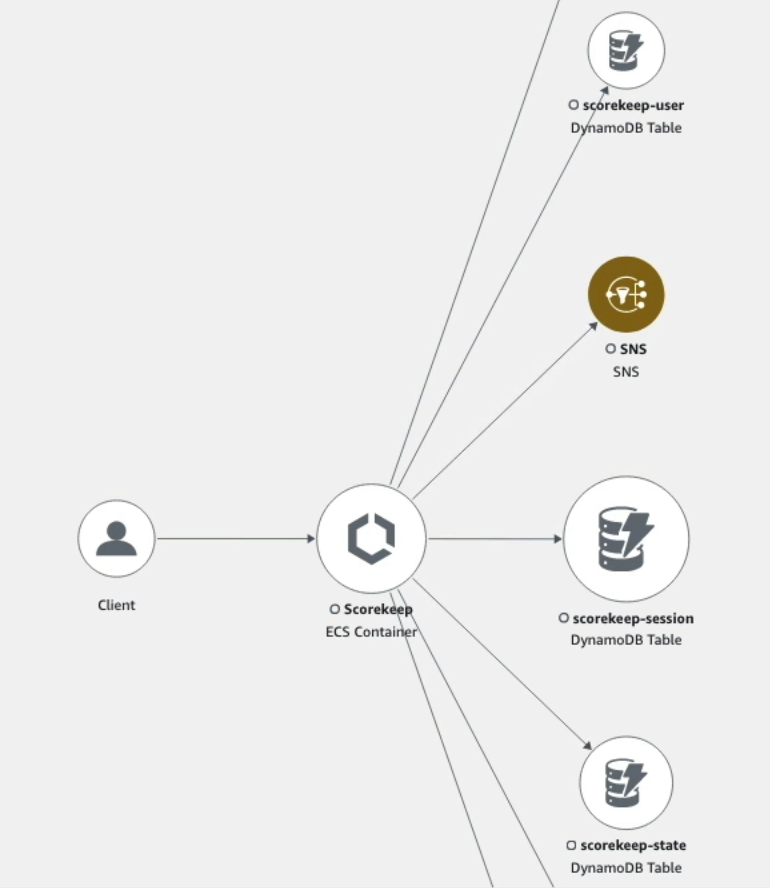 scorekeep-user
DynamoDB Table
SNS
SNS
Client
Scorekeep
ECS Container
scorekeep-session
DynamoDB Table
scorekeep-state
DynamoDB Table